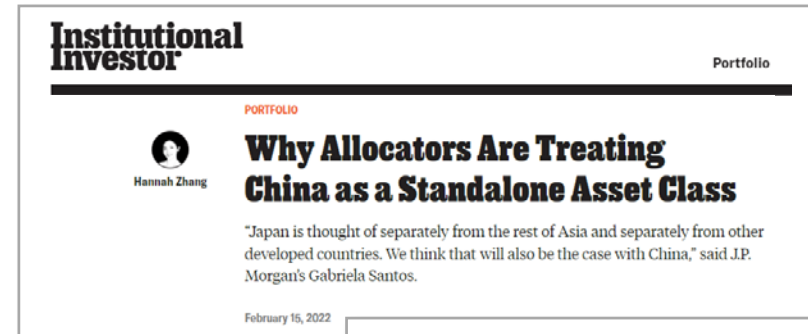 Institutional
Investor
Portfolio
PORTFOLIO
Hannah Zhang
Why Allocators Are Treating
China as a Standalone Asset Class
“Japan is thought of separately from the rest of Asia and separately from other
developed countries. We think that will also be the case with China,” said J.P.
Morgan's Gabriela Santos.
February 15, 2022